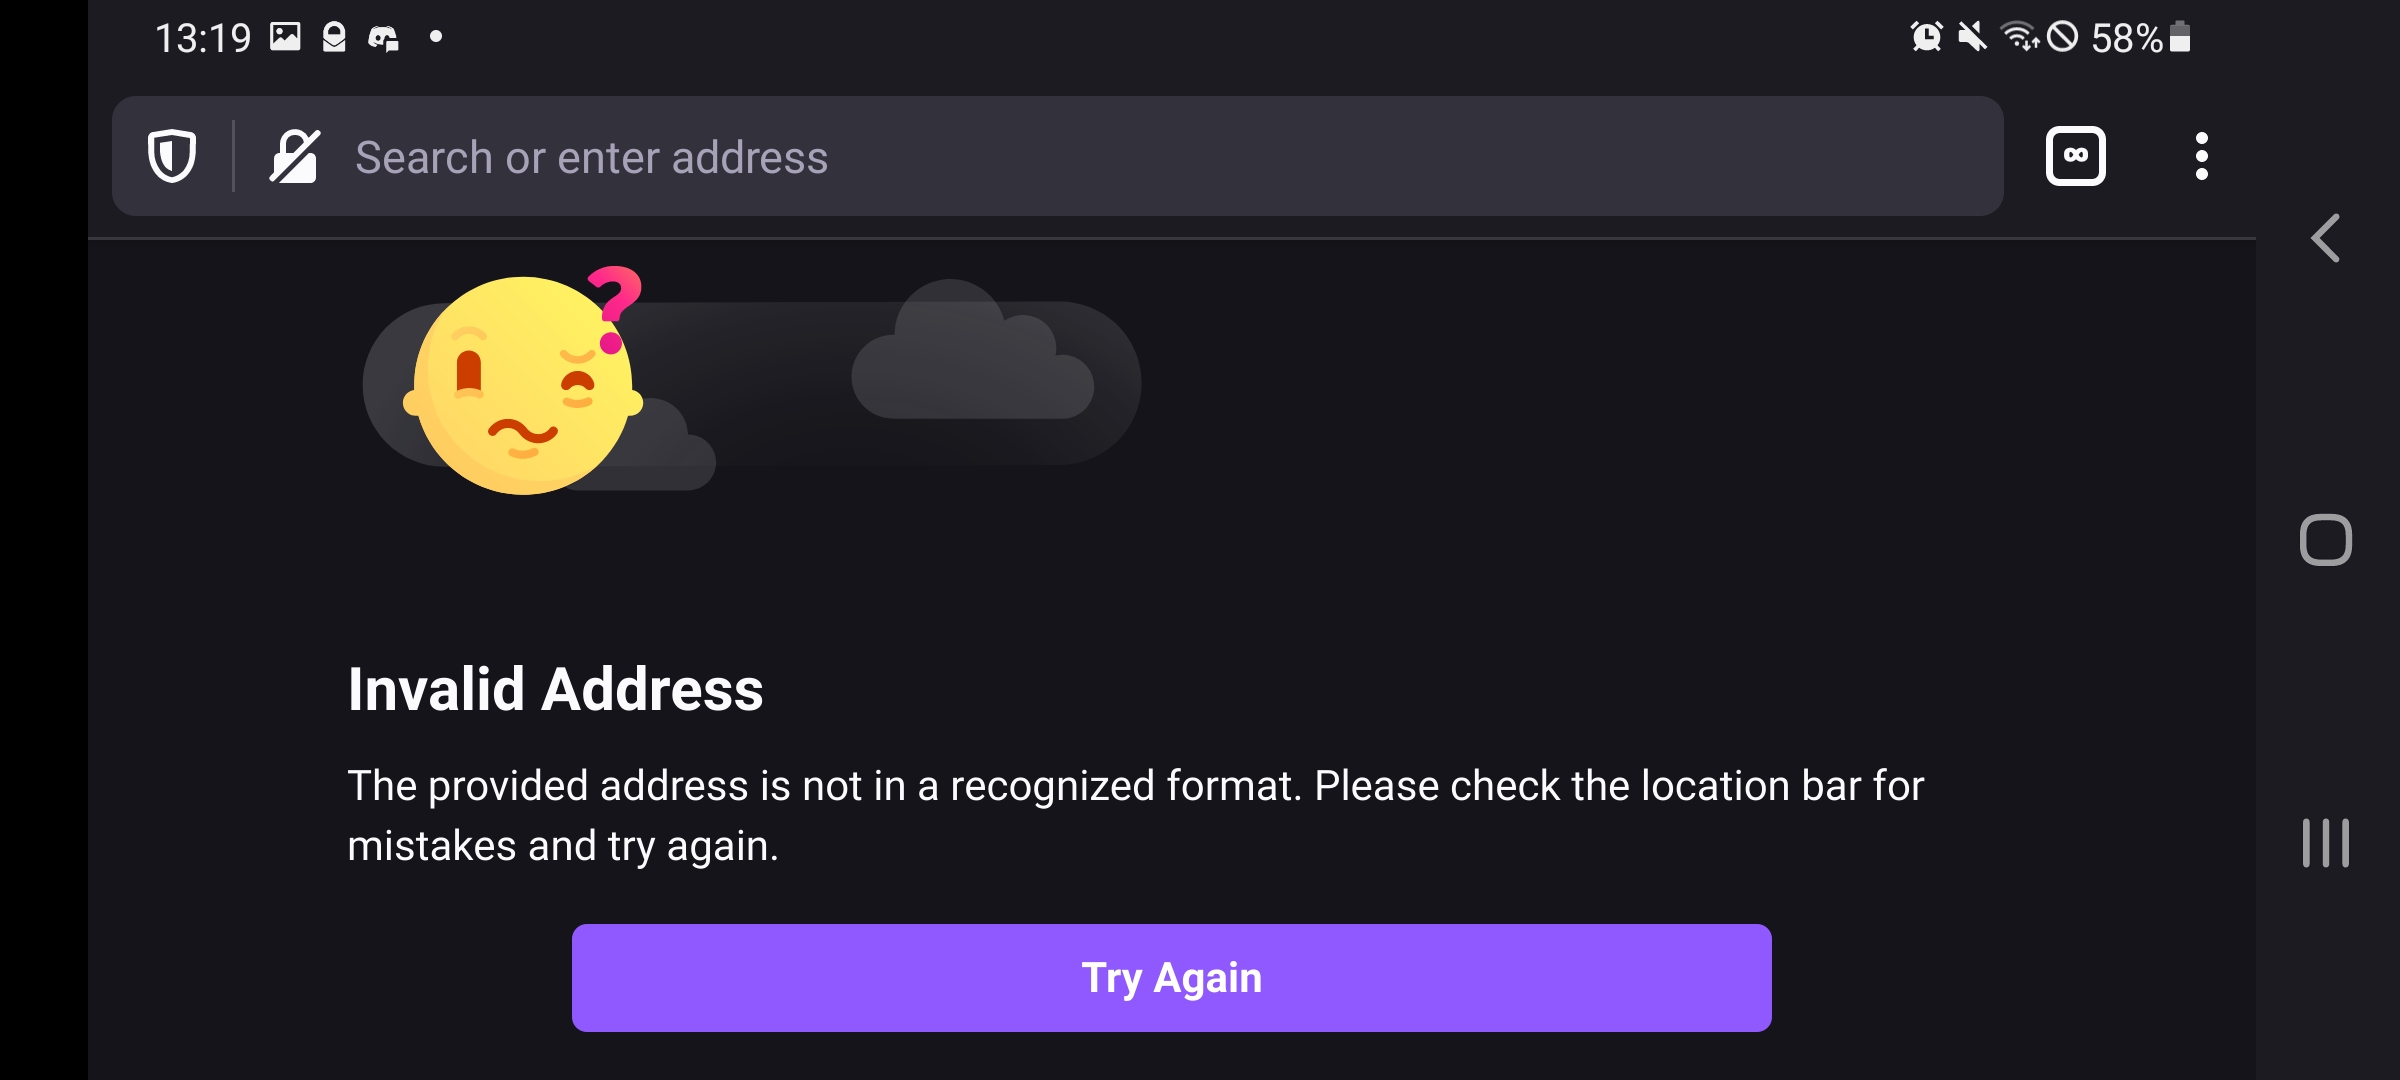 13:19
58%
Search or enter address
∞
?
Invalid Address
The provided address is not in a recognized format. Please check the location bar for
mistakes and try again.
Try Again